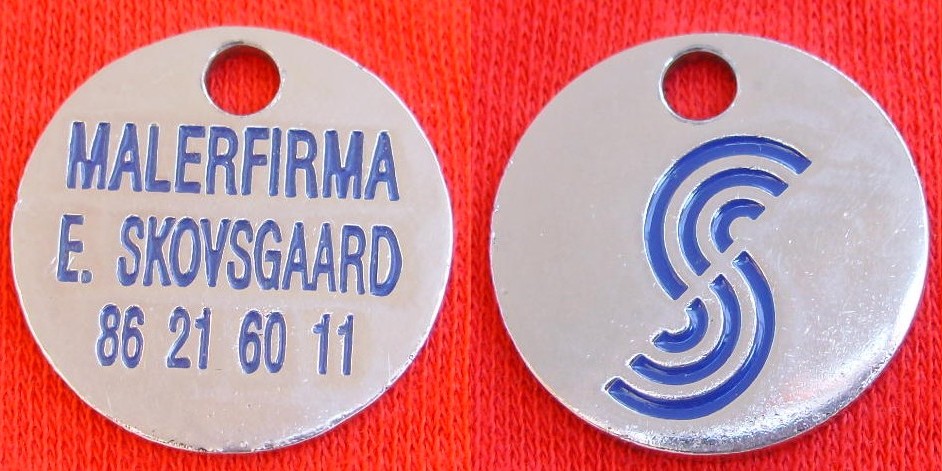 MALERFIRMA
E. SKOVSGAARD
86 21 60 11